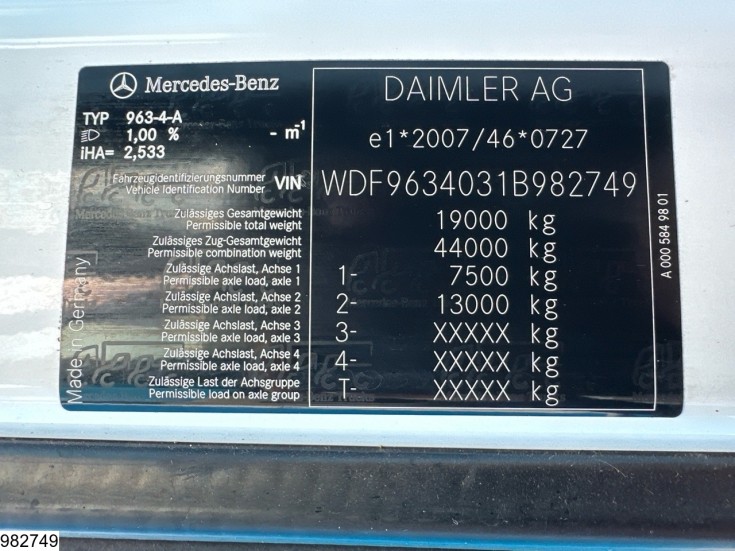 Mercedes-Benz
DAIMLER AG
TYP 963-4-A
1,00 % - m⁻¹
iHA= 2,533
e1*2007/46*0727
Fahrzeugidentifizierungsnummer
Vehicle Identification Number VIN WDF9634031B982749
Zulässiges Gesamtgewicht
Permissible total weight 19000 kg
Zulässiges Zug-Gesamtgewicht
Permissible combination weight 44000 kg
Zulässige Achslast, Achse 1
Permissible axle load, axle 1 1- 7500 kg
Zulässige Achslast, Achse 2
Permissible axle load, axle 2 2- 13000 kg
Zulässige Achslast, Achse 3
Permissible axle load, axle 3 3- XXXXX kg
Zulässige Achslast, Achse 4
Permissible axle load, axle 4 4- XXXXX kg
Zulässige Last der Achsgruppe
Permissible load on axle group T- XXXXX kg
Made in Germany
A 000 584 98 01
982749